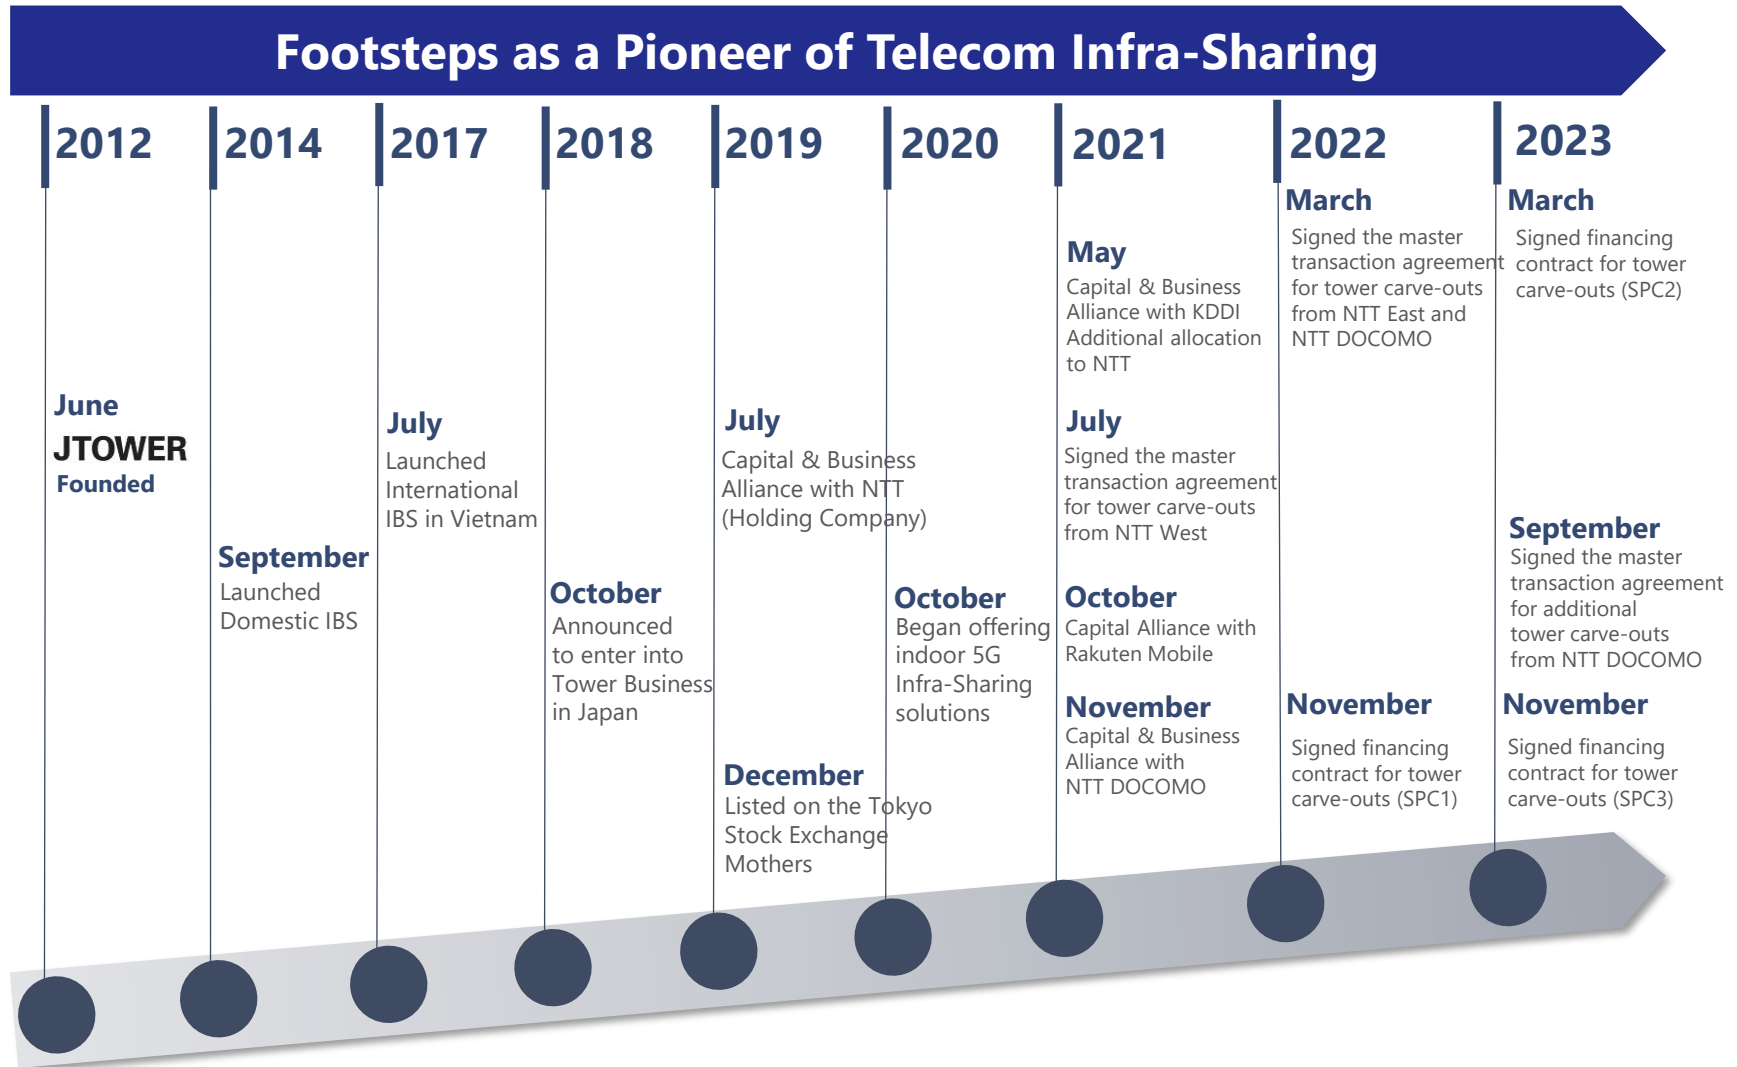 Footsteps as a Pioneer of Telecom Infra-Sharing
2012
June
JTOWER
Founded
2014
September
Launched
Domestic IBS
2017
July
Launched
International
IBS in Vietnam
2018
October
Announced
to enter into
Tower Business
in Japan
2019
July
Capital & Business
Alliance with NTT
(Holding Company)
December
Listed on the Tokyo
Stock Exchange
Mothers
2020
October
Began offering
indoor 5G
Infra-Sharing
solutions
2021
May
Capital & Business
Alliance with KDDI
Additional allocation
to NTT
July
Signed the master
transaction agreement
for tower carve-outs
from NTT West
October
Capital Alliance with
Rakuten Mobile
November
Capital & Business
Alliance with
NTT DOCOMO
2022
March
Signed the master
transaction agreement
for tower carve-outs
from NTT East and
NTT DOCOMO
November
Signed financing
contract for tower
carve-outs (SPC1)
2023
March
Signed financing
contract for tower
carve-outs (SPC2)
September
Signed the master
transaction agreement
for additional
tower carve-outs
from NTT DOCOMO
November
Signed financing
contract for tower
carve-outs (SPC3)